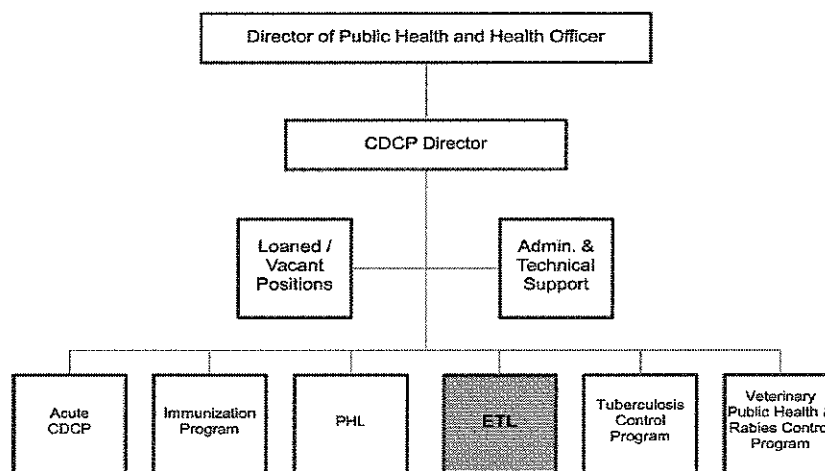 Director of Public Health and Health Officer
CDCP Director
Loaned /
Vacant
Positions
Admin. &
Technical
Support
Acute
CDCP
Immunization
Program
PHL
ETL
Tuberculosis
Control
Program
Veterinary
Public Health &
Rabies Control
Program